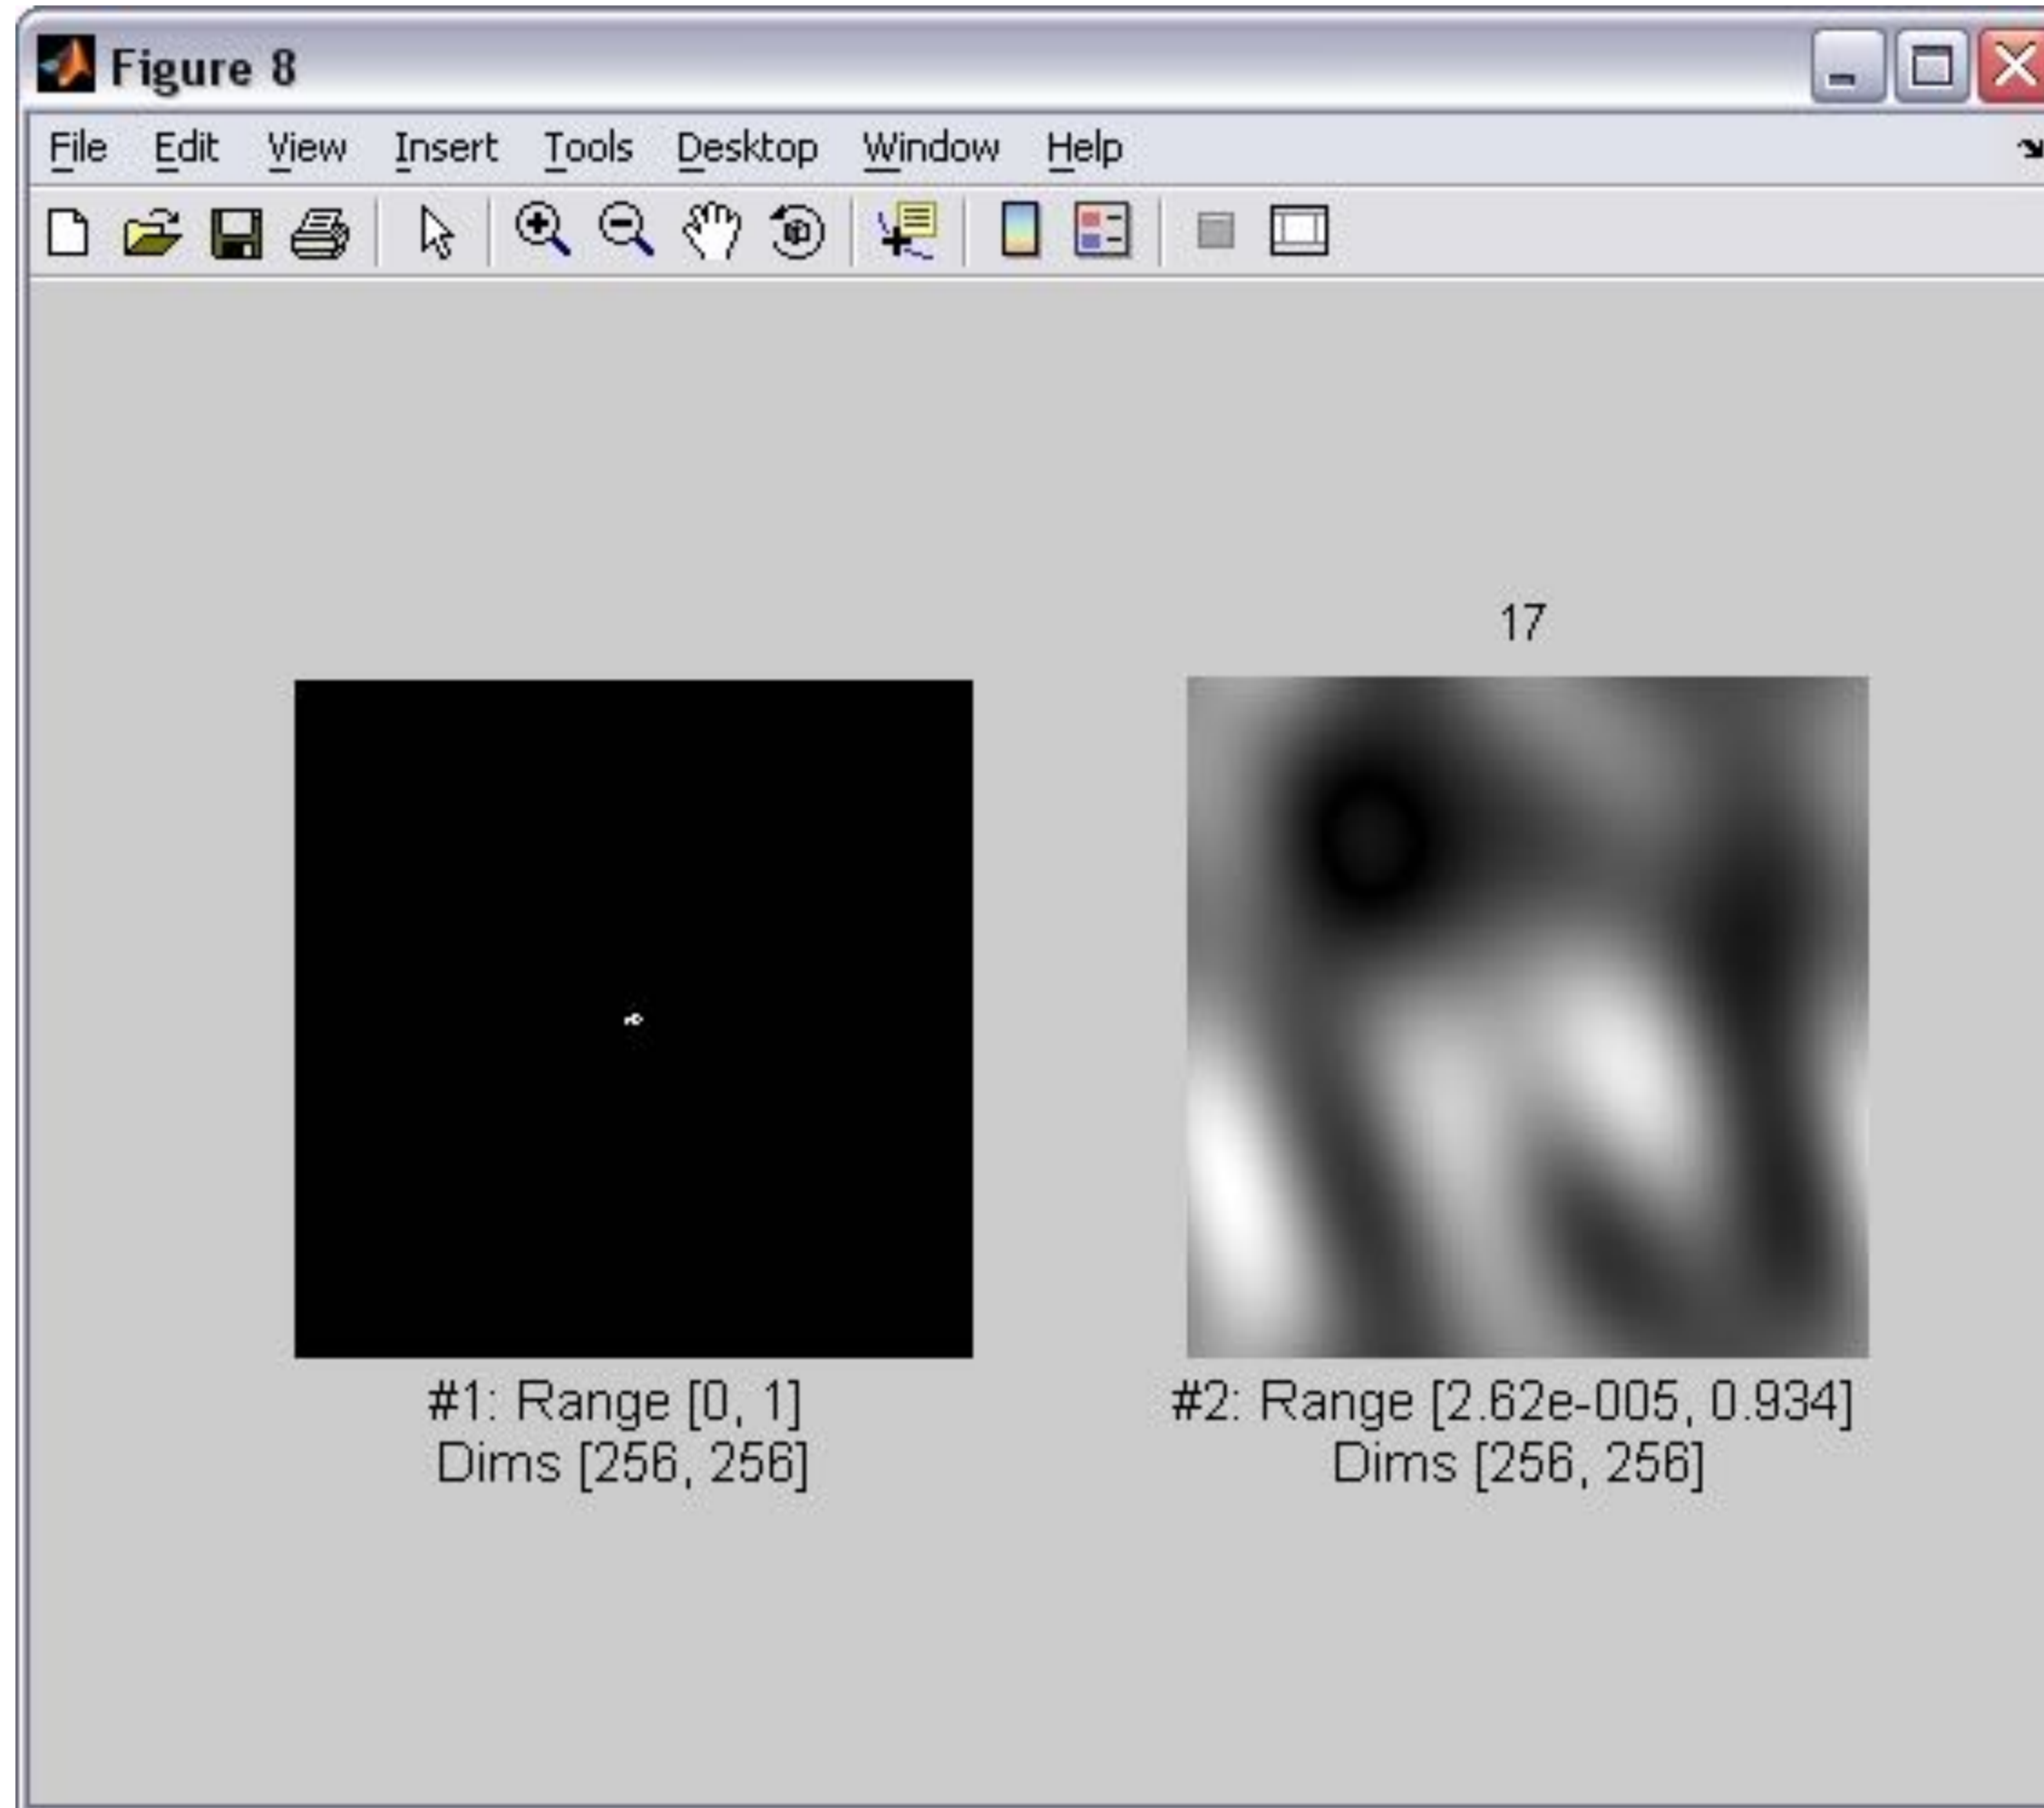 Figure 8
File Edit View Insert Tools Desktop Window Help
17
#1: Range [0, 1]
Dims [256, 256]
#2: Range [2.62e-005, 0.934]
Dims [256, 256]